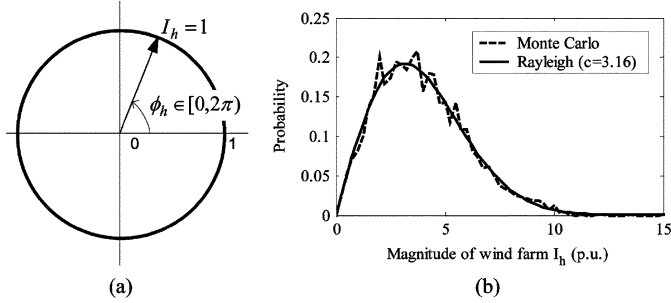 I_h = 1
ϕ_h ∈ [0,2π)
0
1
(a)
Probability
0.25
0.2
0.15
0.1
0.05
0
Monte Carlo
Rayleigh (c=3.16)
0
5
10
15
Magnitude of wind farm I_h (p.u.)
(b)